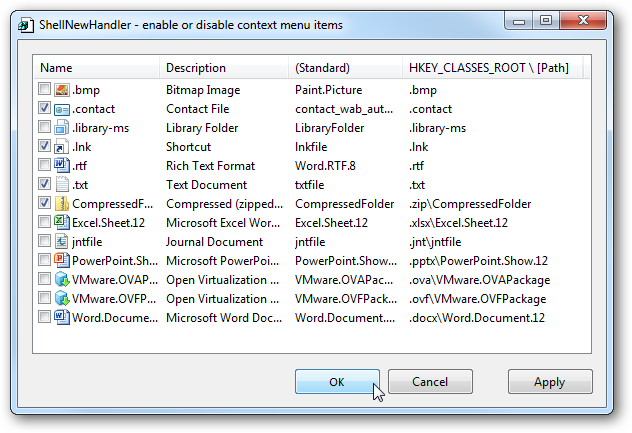 ShellNewHandler - enable or disable context menu items
Name Description (Standard) HKEY_CLASSES_ROOT \ [Path]
.bmp Bitmap Image Paint.Picture .bmp
.contact Contact File contact_wab_aut... .contact
.library-ms Library Folder LibraryFolder .library-ms
.lnk Shortcut lnkfile .lnk
.rtf Rich Text Format Word.RTF.8 .rtf
.txt Text Document txtfile .txt
CompressedF... Compressed (zipped... CompressedFolder .zip\CompressedFolder
Excel.Sheet.12 Microsoft Excel Wor... Excel.Sheet.12 .xlsx\Excel.Sheet.12
jntfile Journal Document jntfile .jnt\jntfile
PowerPoint.Sh... Microsoft PowerPoi... PowerPoint.Show... .pptx\PowerPoint.Show.12
VMware.OVAP... Open Virtualization ... VMware.OVAPac... .ova\VMware.OVAPackage
VMware.OVFP... Open Virtualization ... VMware.OVFPack... .ovf\VMware.OVFPackage
Word.Docume... Microsoft Word Doc... Word.Document.... .docx\Word.Document.12
OK Cancel Apply